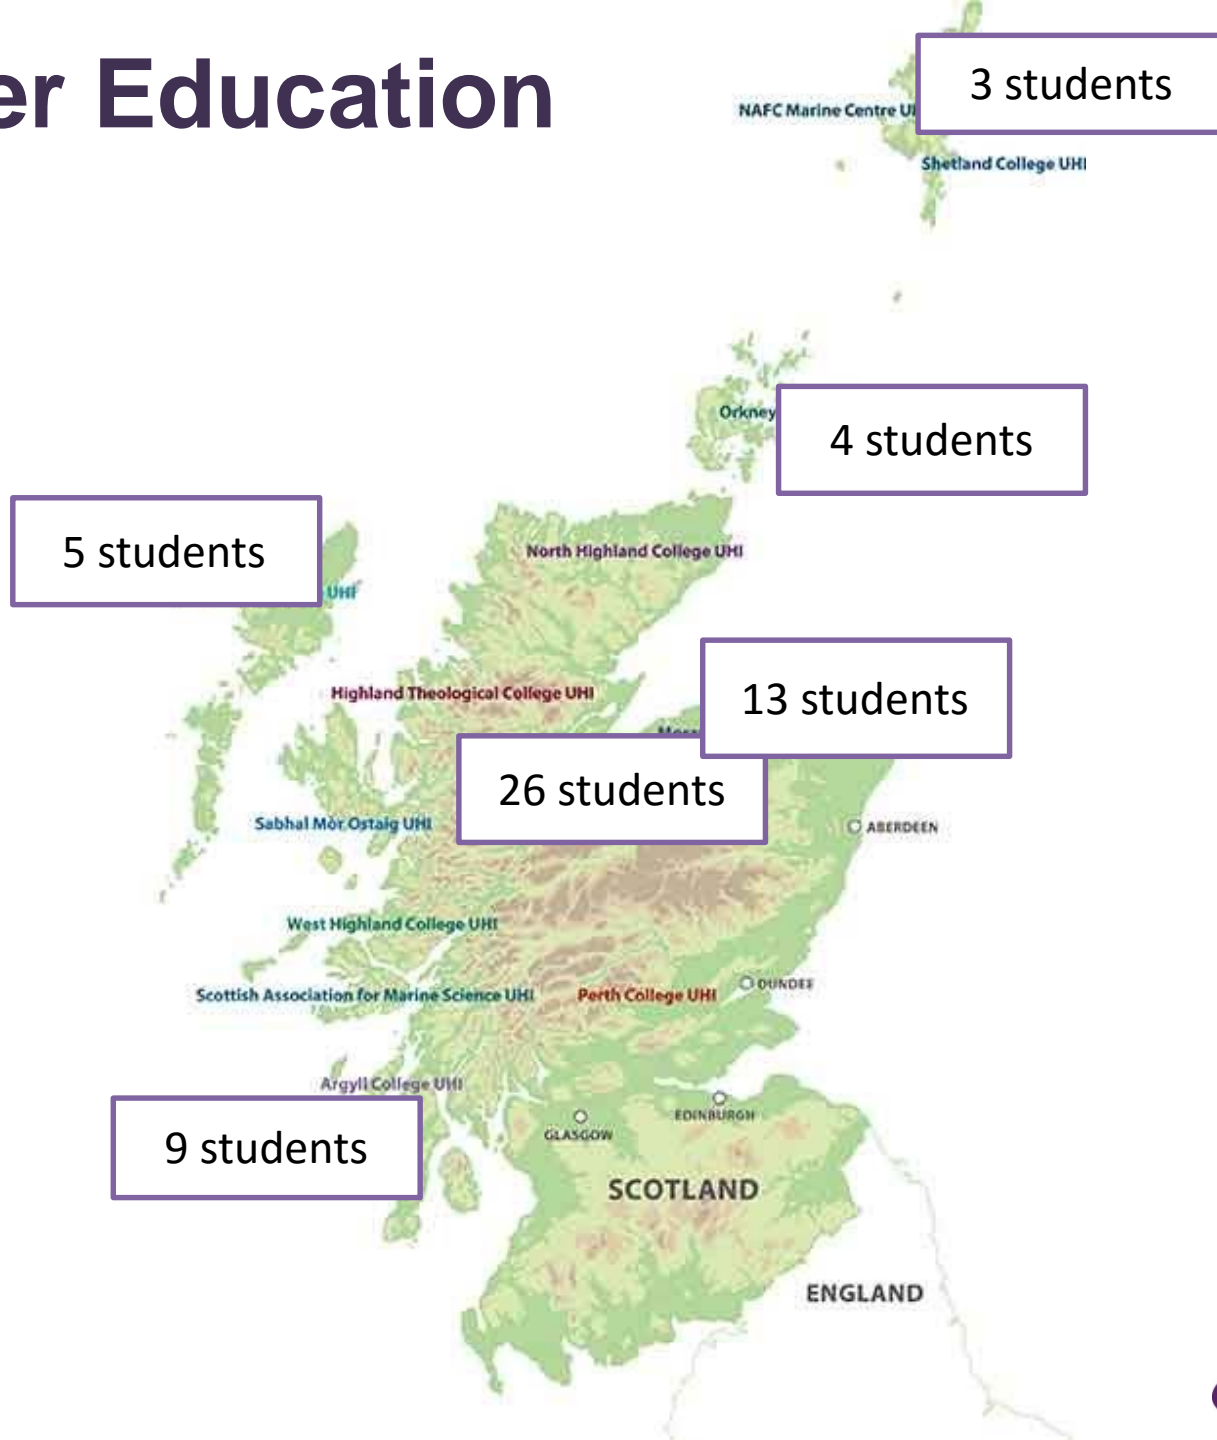 er Education
3 students
NAFC Marine Centre
Shetland College UHI
Orkney
4 students
5 students
UHI
North Highland College UHI
Highland Theological College UHI
13 students
26 students
Sabhal Mòr Ostaig UHI
ABERDEEN
West Highland College UHI
Scottish Association for Marine Science UHI
Perth College UHI
DUNDEE
Argyll College UHI
9 students
GLASGOW
EDINBURGH
SCOTLAND
ENGLAND